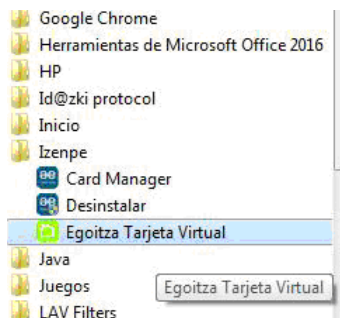 Google Chrome
Herramientas de Microsoft Office 2016
HP
Id@zki protocol
Inicio
Izenpe
Card Manager
Desinstalar
Egoitza Tarjeta Virtual
Java
Juegos
Egoitza Tarjeta Virtual
LAV Filters